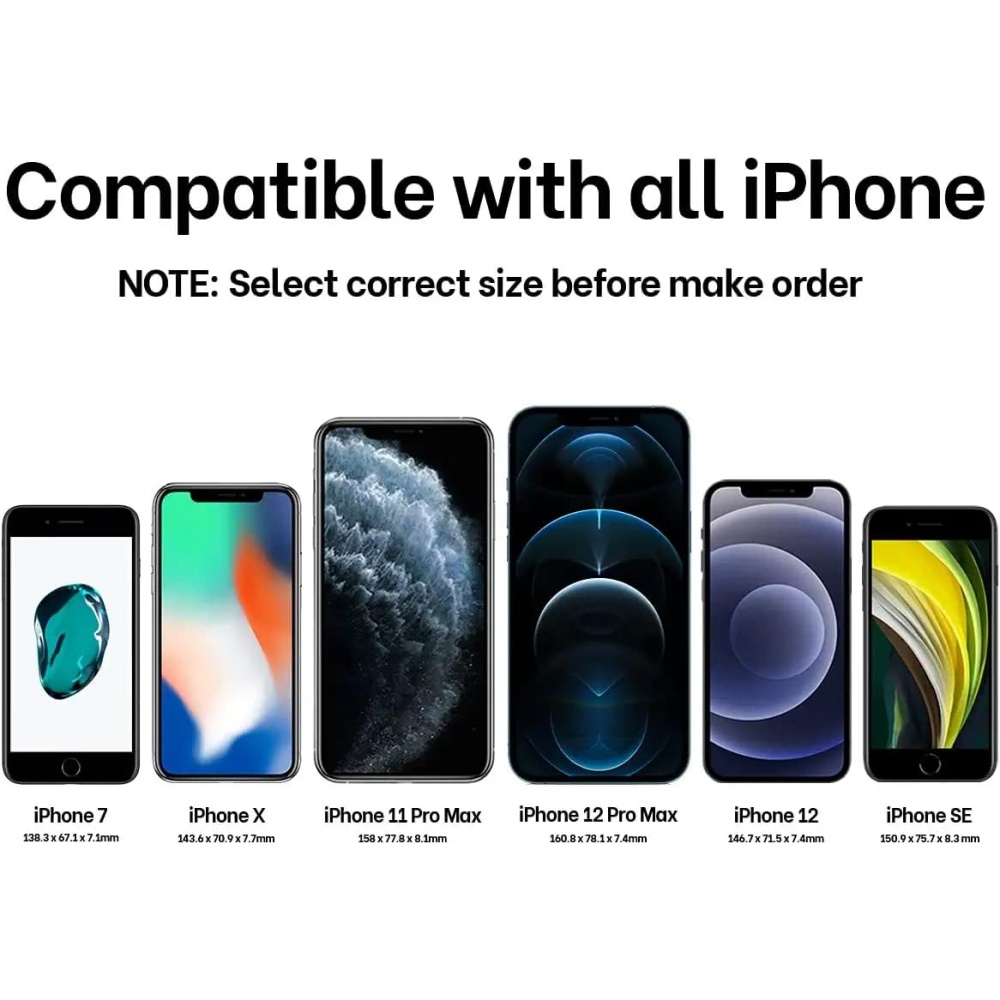 Compatible with all iPhone
NOTE: Select correct size before make order
iPhone 7 iPhone X iPhone 11 Pro Max iPhone 12 Pro Max iPhone 12 iPhone SE
138.3 x 67.1 x 7.1mm 143.6 x 70.9 x 7.7mm 158 x 77.8 x 8.1mm 160.8 x 78.1 x 7.4mm 146.7 x 71.5 x 7.4mm 150.9 x 75.7 x 8.3 mm